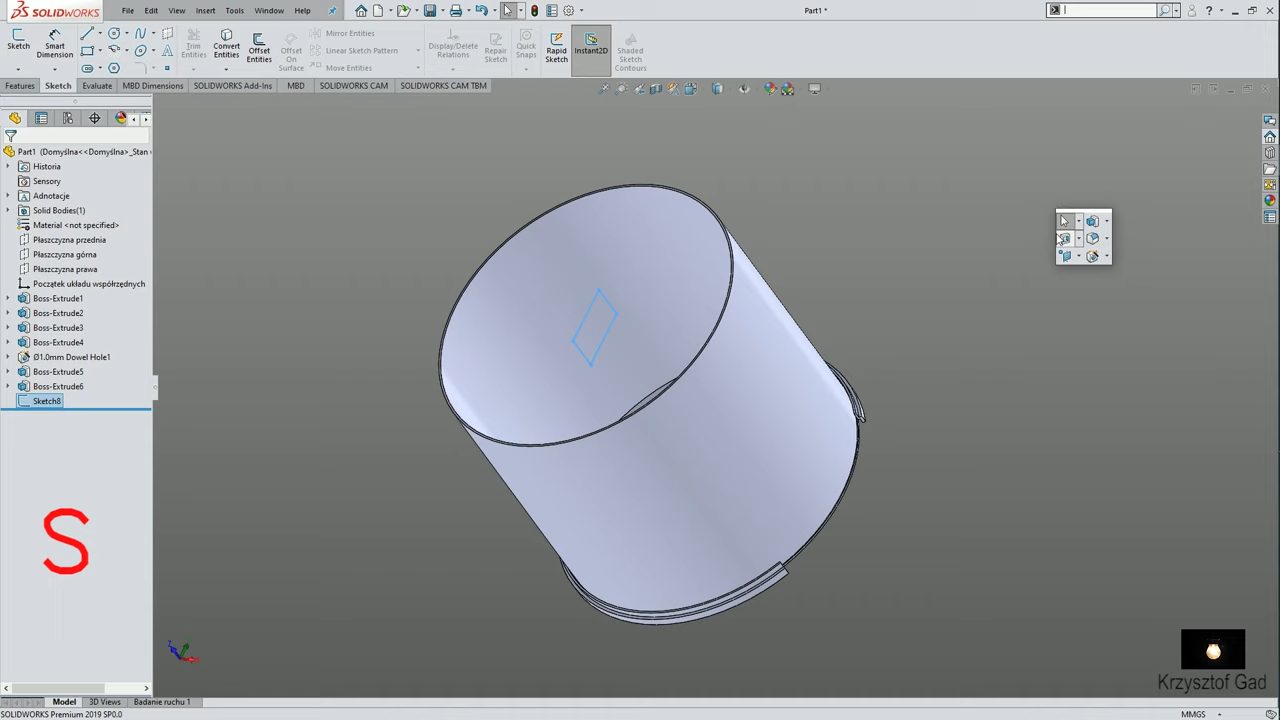 SOLIDWORKS
File
Edit
View
Insert
Tools
Window
Help
Part1 *
Sketch
Smart Dimension
Trim Entities
Convert Entities
Offset Entities
Offset On Surface
Mirror Entities
Linear Sketch Pattern
Move Entities
Display/Delete Relations
Repair Sketch
Quick Snaps
Rapid Sketch
Instant2D
Shaded Sketch Contours
Features
Sketch
Evaluate
MBD Dimensions
SOLIDWORKS Add-Ins
MBD
SOLIDWORKS CAM
SOLIDWORKS CAM TBM
Part1 (Domyślna<<Domyślna>_Stan
Historia
Sensory
Adnotacje
Solid Bodies(1)
Material <not specified>
Płaszczyzna przednia
Płaszczyzna górna
Płaszczyzna prawa
Początek układu współrzędnych
Boss-Extrude1
Boss-Extrude2
Boss-Extrude3
Boss-Extrude4
Ø1.0mm Dowel Hole1
Boss-Extrude5
Boss-Extrude6
Sketch8
S
Krzysztof Gad
Model
3D Views
Badanie ruchu 1
SOLIDWORKS Premium 2019 SP0.0
MMGS